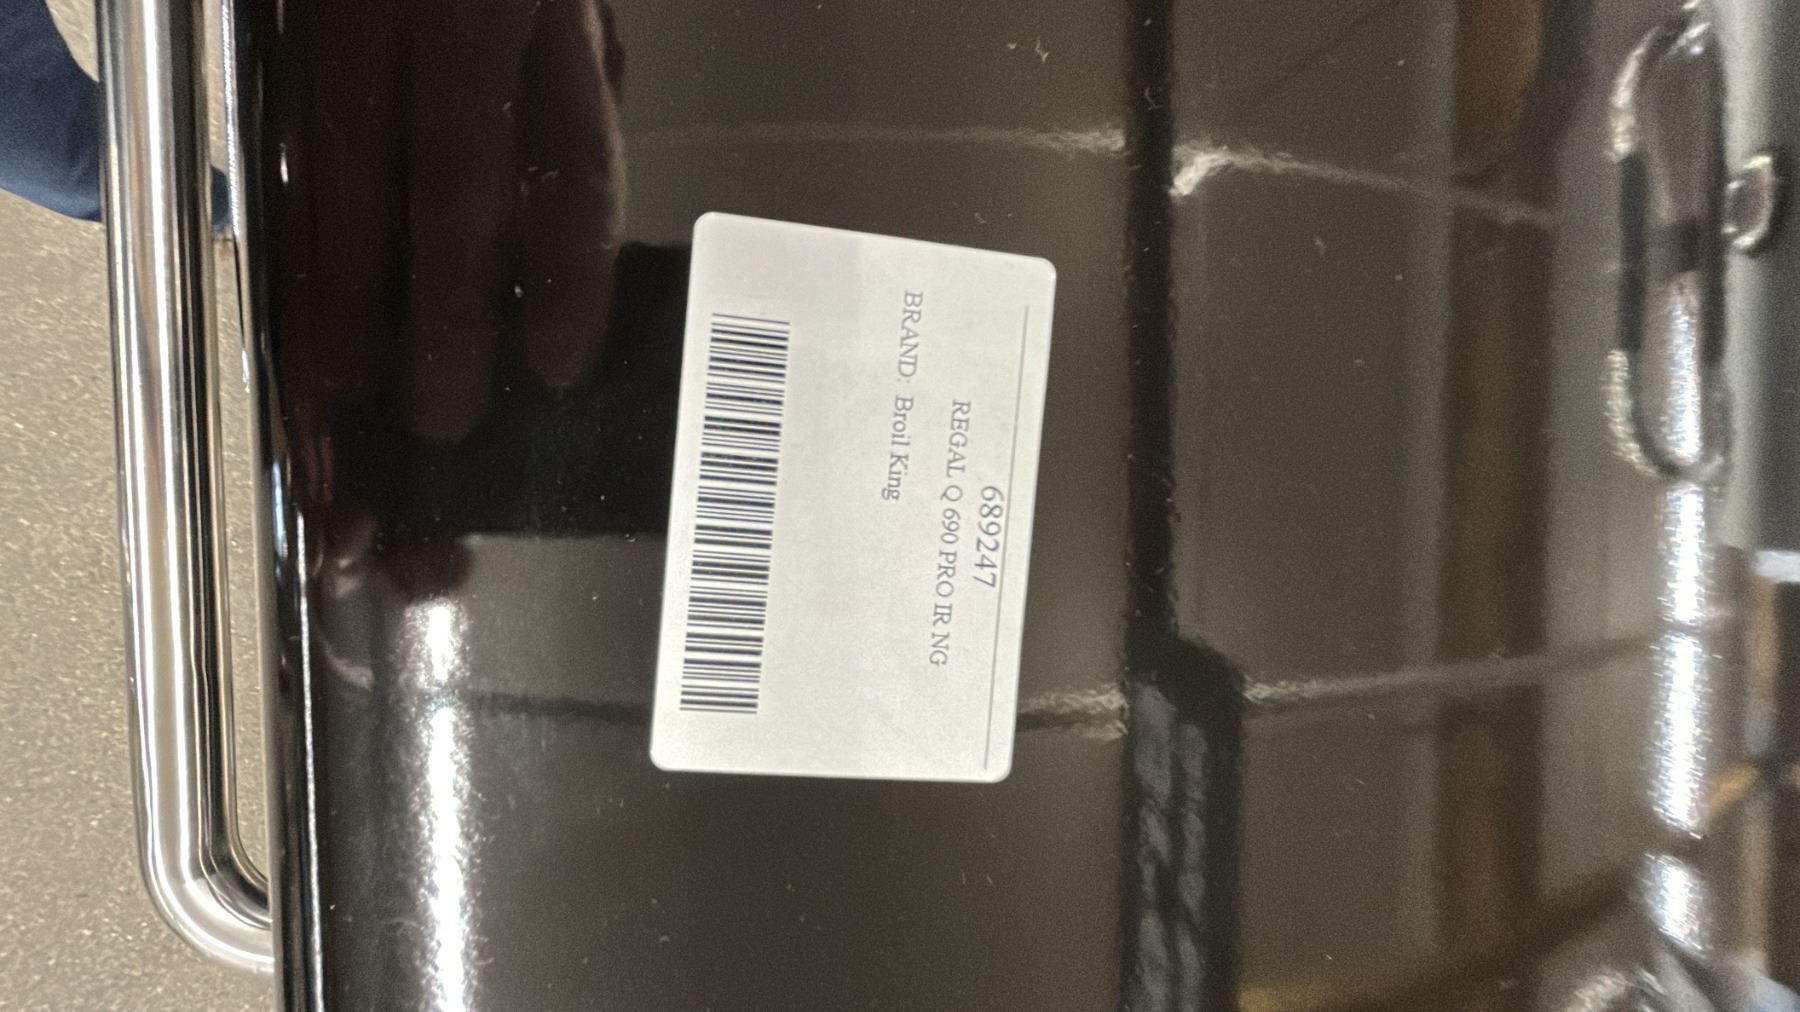 689247
REGAL Q 690 PRO IR NG
BRAND: Broil King